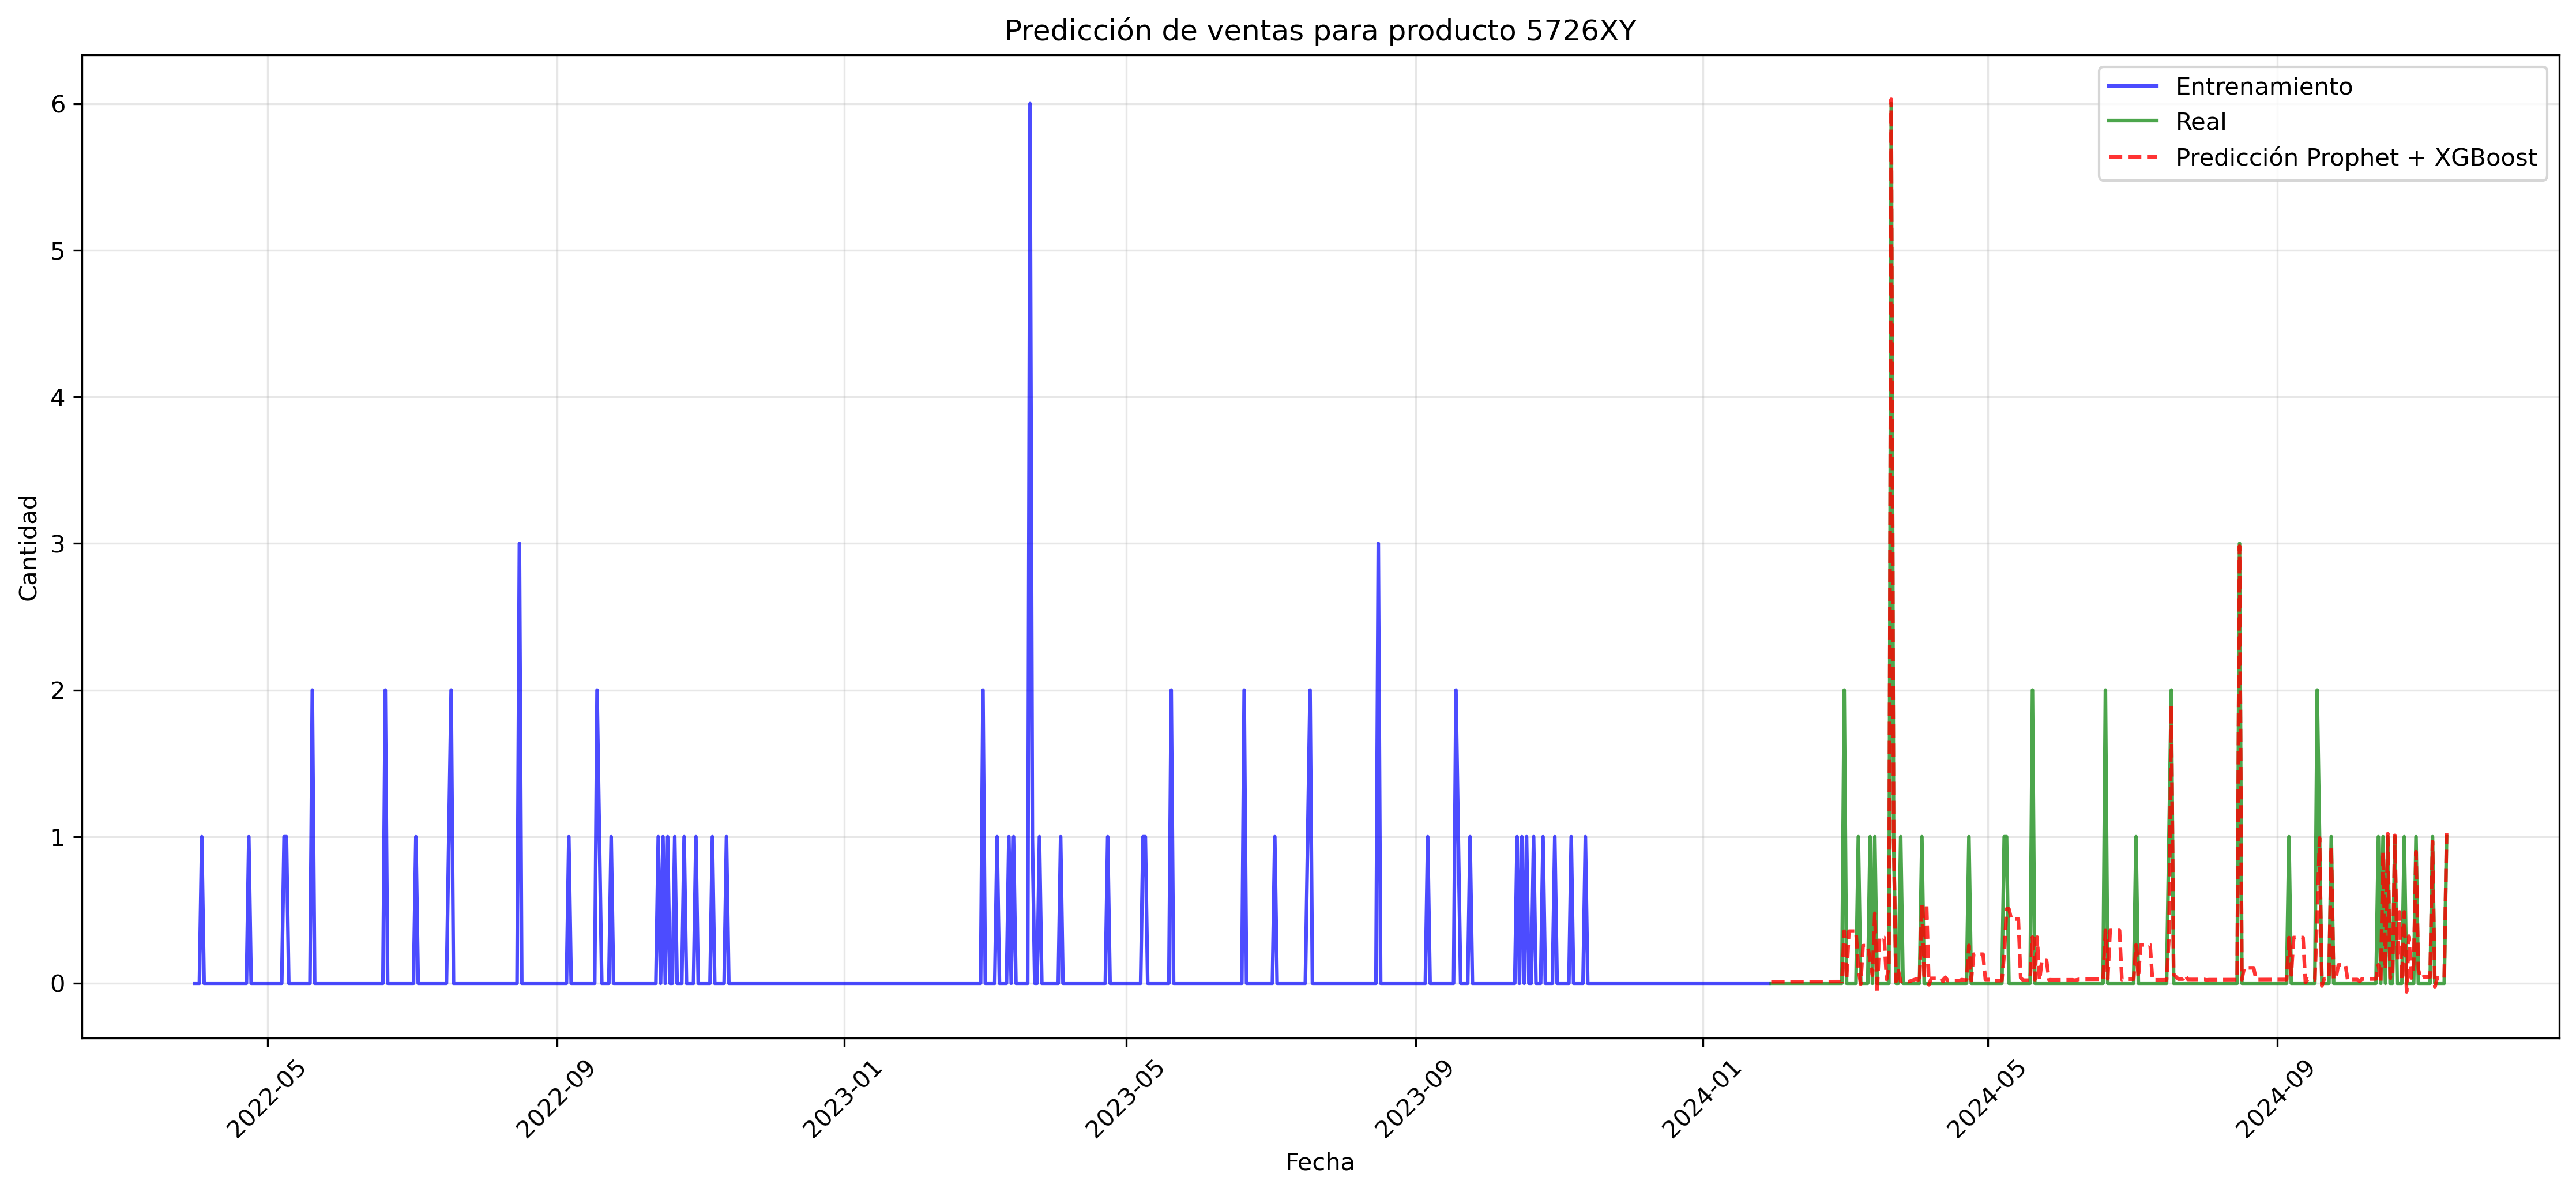 Predicción de ventas para producto 5726XY
Entrenamiento
Real
Predicción Prophet + XGBoost
Cantidad
6
5
4
3
2
1
0
2022-05
2022-09
2023-01
2023-05
2023-09
2024-01
2024-05
2024-09
Fecha